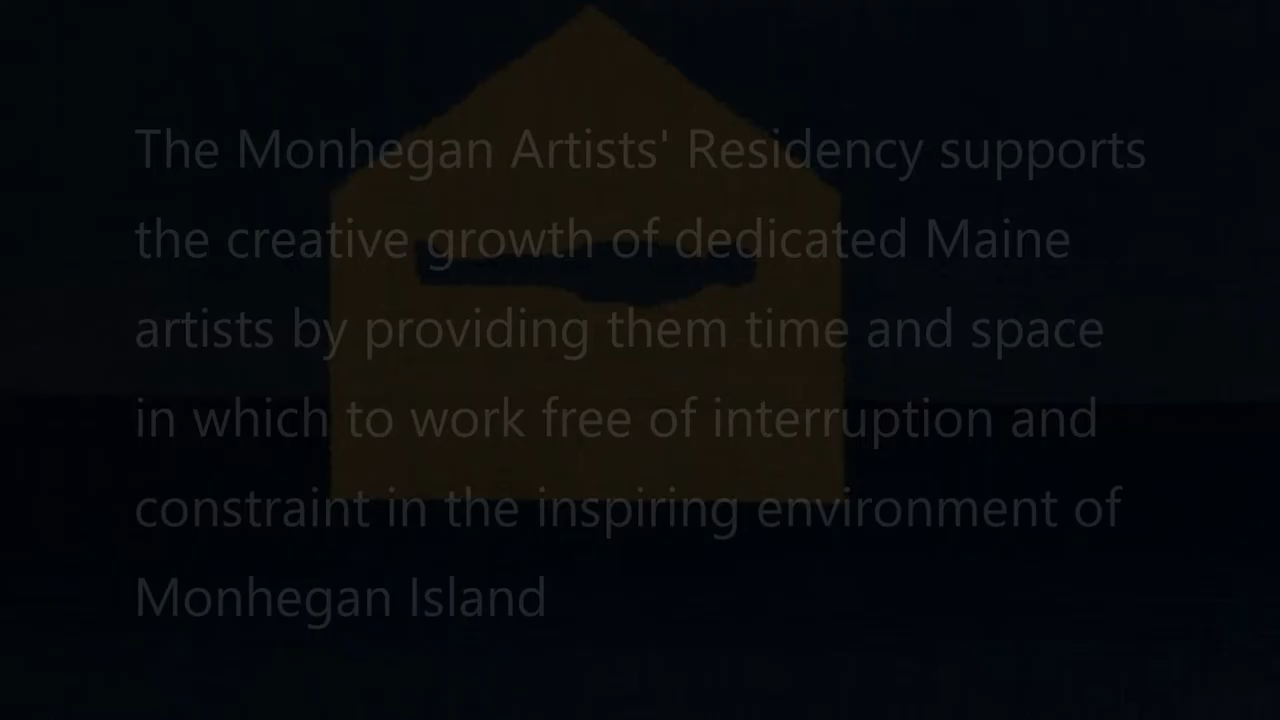 The Monhegan Artists' Residency supports
the creative growth of dedicated Maine
artists by providing them time and space
in which to work free of interruption and
constraint in the inspiring environment of
Monhegan Island